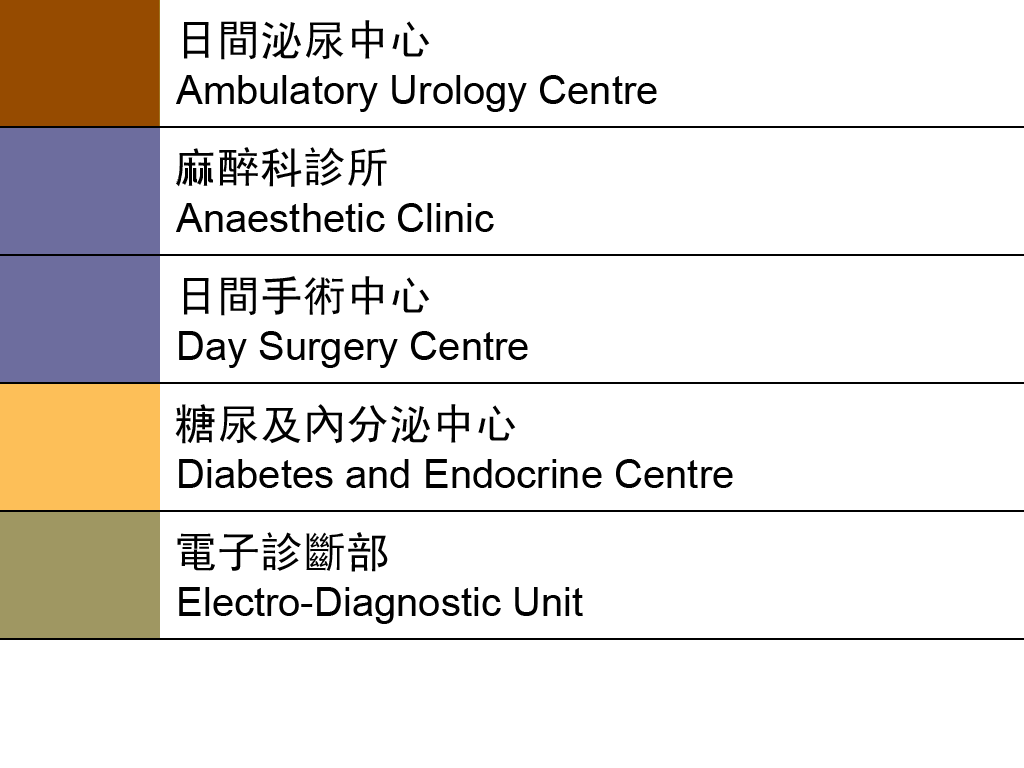 日間泌尿中心
Ambulatory Urology Centre
麻醉科診所
Anaesthetic Clinic
日間手術中心
Day Surgery Centre
糖尿及內分泌中心
Diabetes and Endocrine Centre
電子診斷部
Electro-Diagnostic Unit